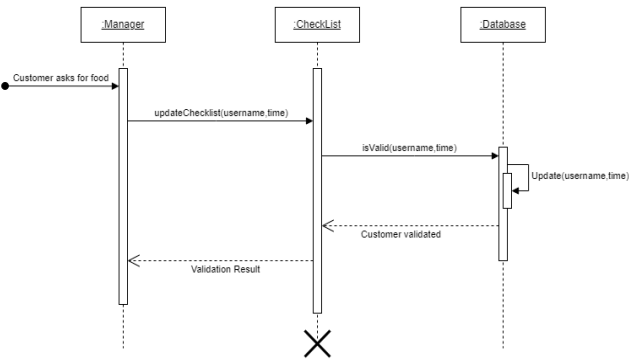 :Manager
:CheckList
:Database
Customer asks for food
updateChecklist(username,time)
isValid(username,time)
Update(username,time)
Customer validated
Validation Result